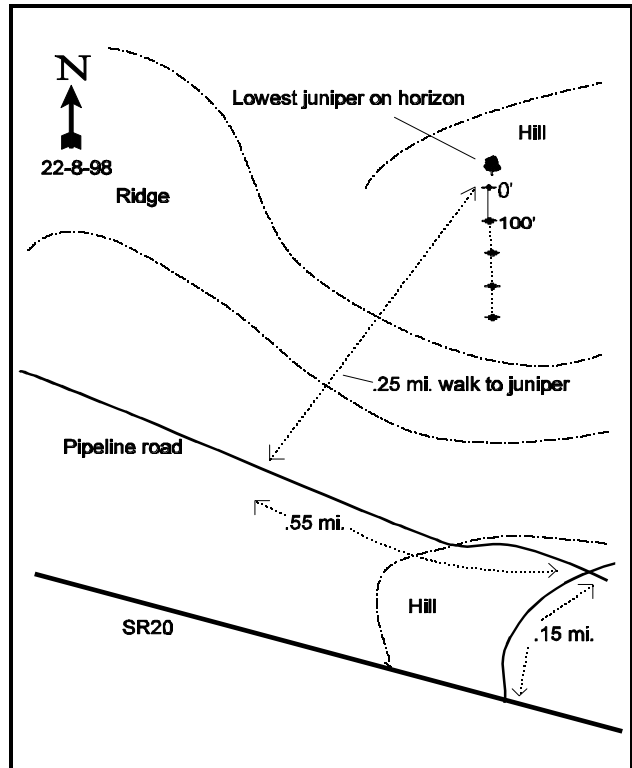 N
Lowest juniper on horizon
Hill
22-8-98
Ridge
0'
100'
.25 mi. walk to juniper
Pipeline road
.55 mi.
Hill
SR20
.15 mi.